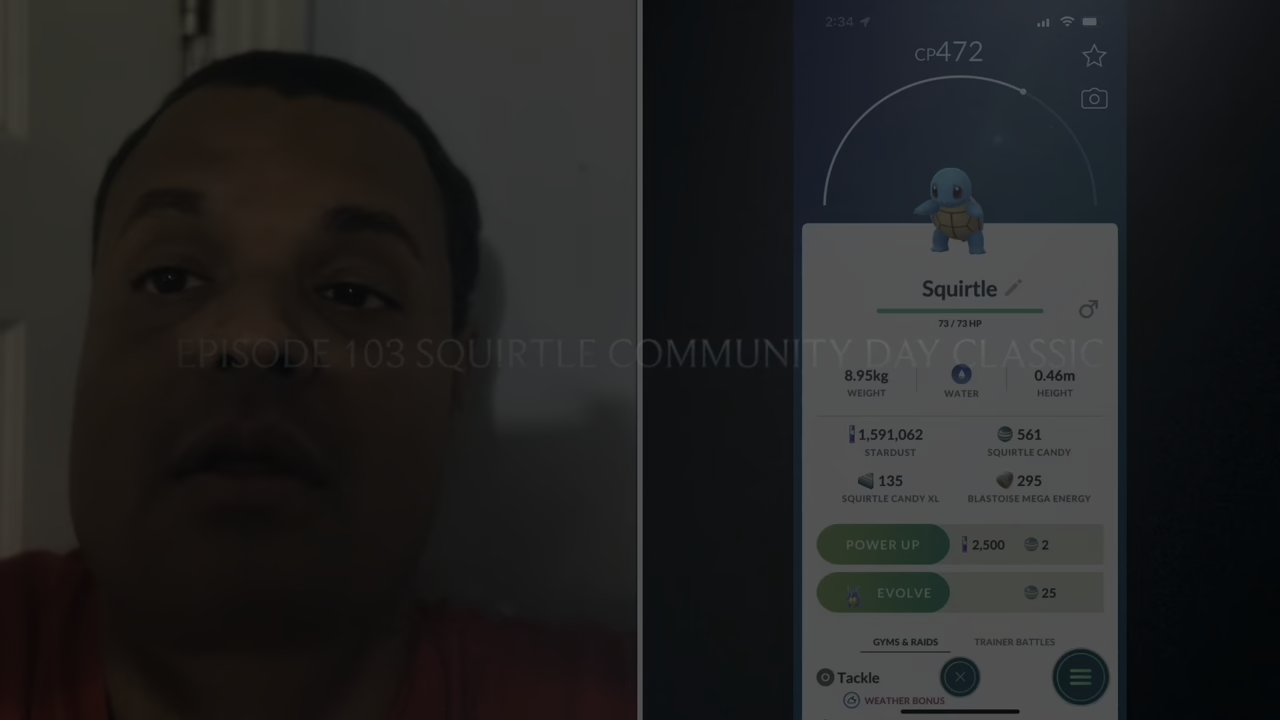 2:34
CP472
Squirtle
73 / 73 HP
EPISODE 103 SQUIRTLE COMMUNITY DAY CLASSIC
8.95kg
WEIGHT
WATER
0.46m
HEIGHT
1,591,062
STARDUST
561
SQUIRTLE CANDY
135
SQUIRTLE CANDY XL
295
BLASTOISE MEGA ENERGY
POWER UP 2,500 2
EVOLVE 25
GYMS & RAIDS TRAINER BATTLES
Tackle
WEATHER BONUS